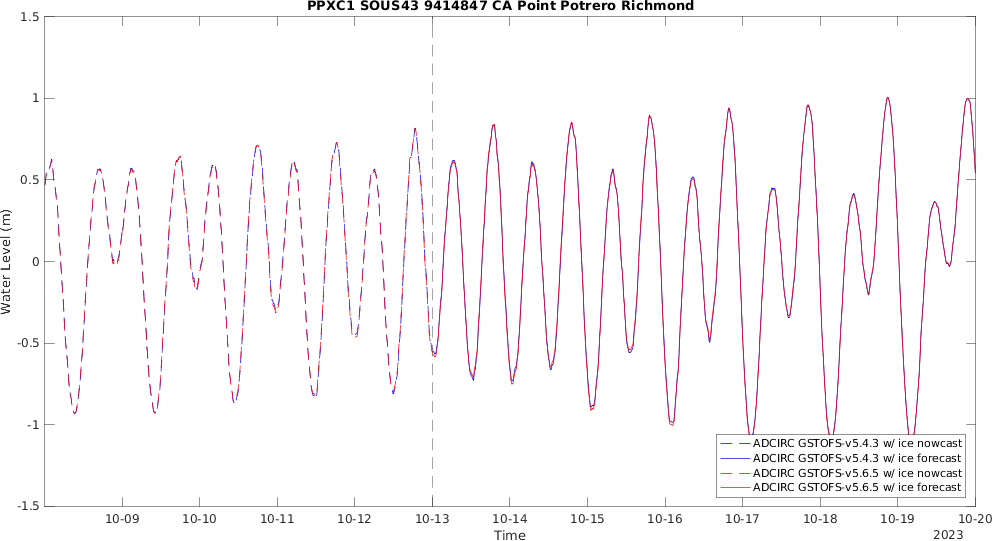 PPXC1 SOUS43 9414847 CA Point Potrero Richmond
1.5
1
0.5
0
-0.5
-1
-1.5
Water Level (m)
10-09 10-10 10-11 10-12 10-13 10-14 10-15 10-16 10-17 10-18 10-19 10-20
Time
2023
ADCIRC GSTOFS-v5.4.3 w/ ice nowcast
ADCIRC GSTOFS-v5.4.3 w/ ice forecast
ADCIRC GSTOFS-v5.6.5 w/ ice nowcast
ADCIRC GSTOFS-v5.6.5 w/ ice forecast